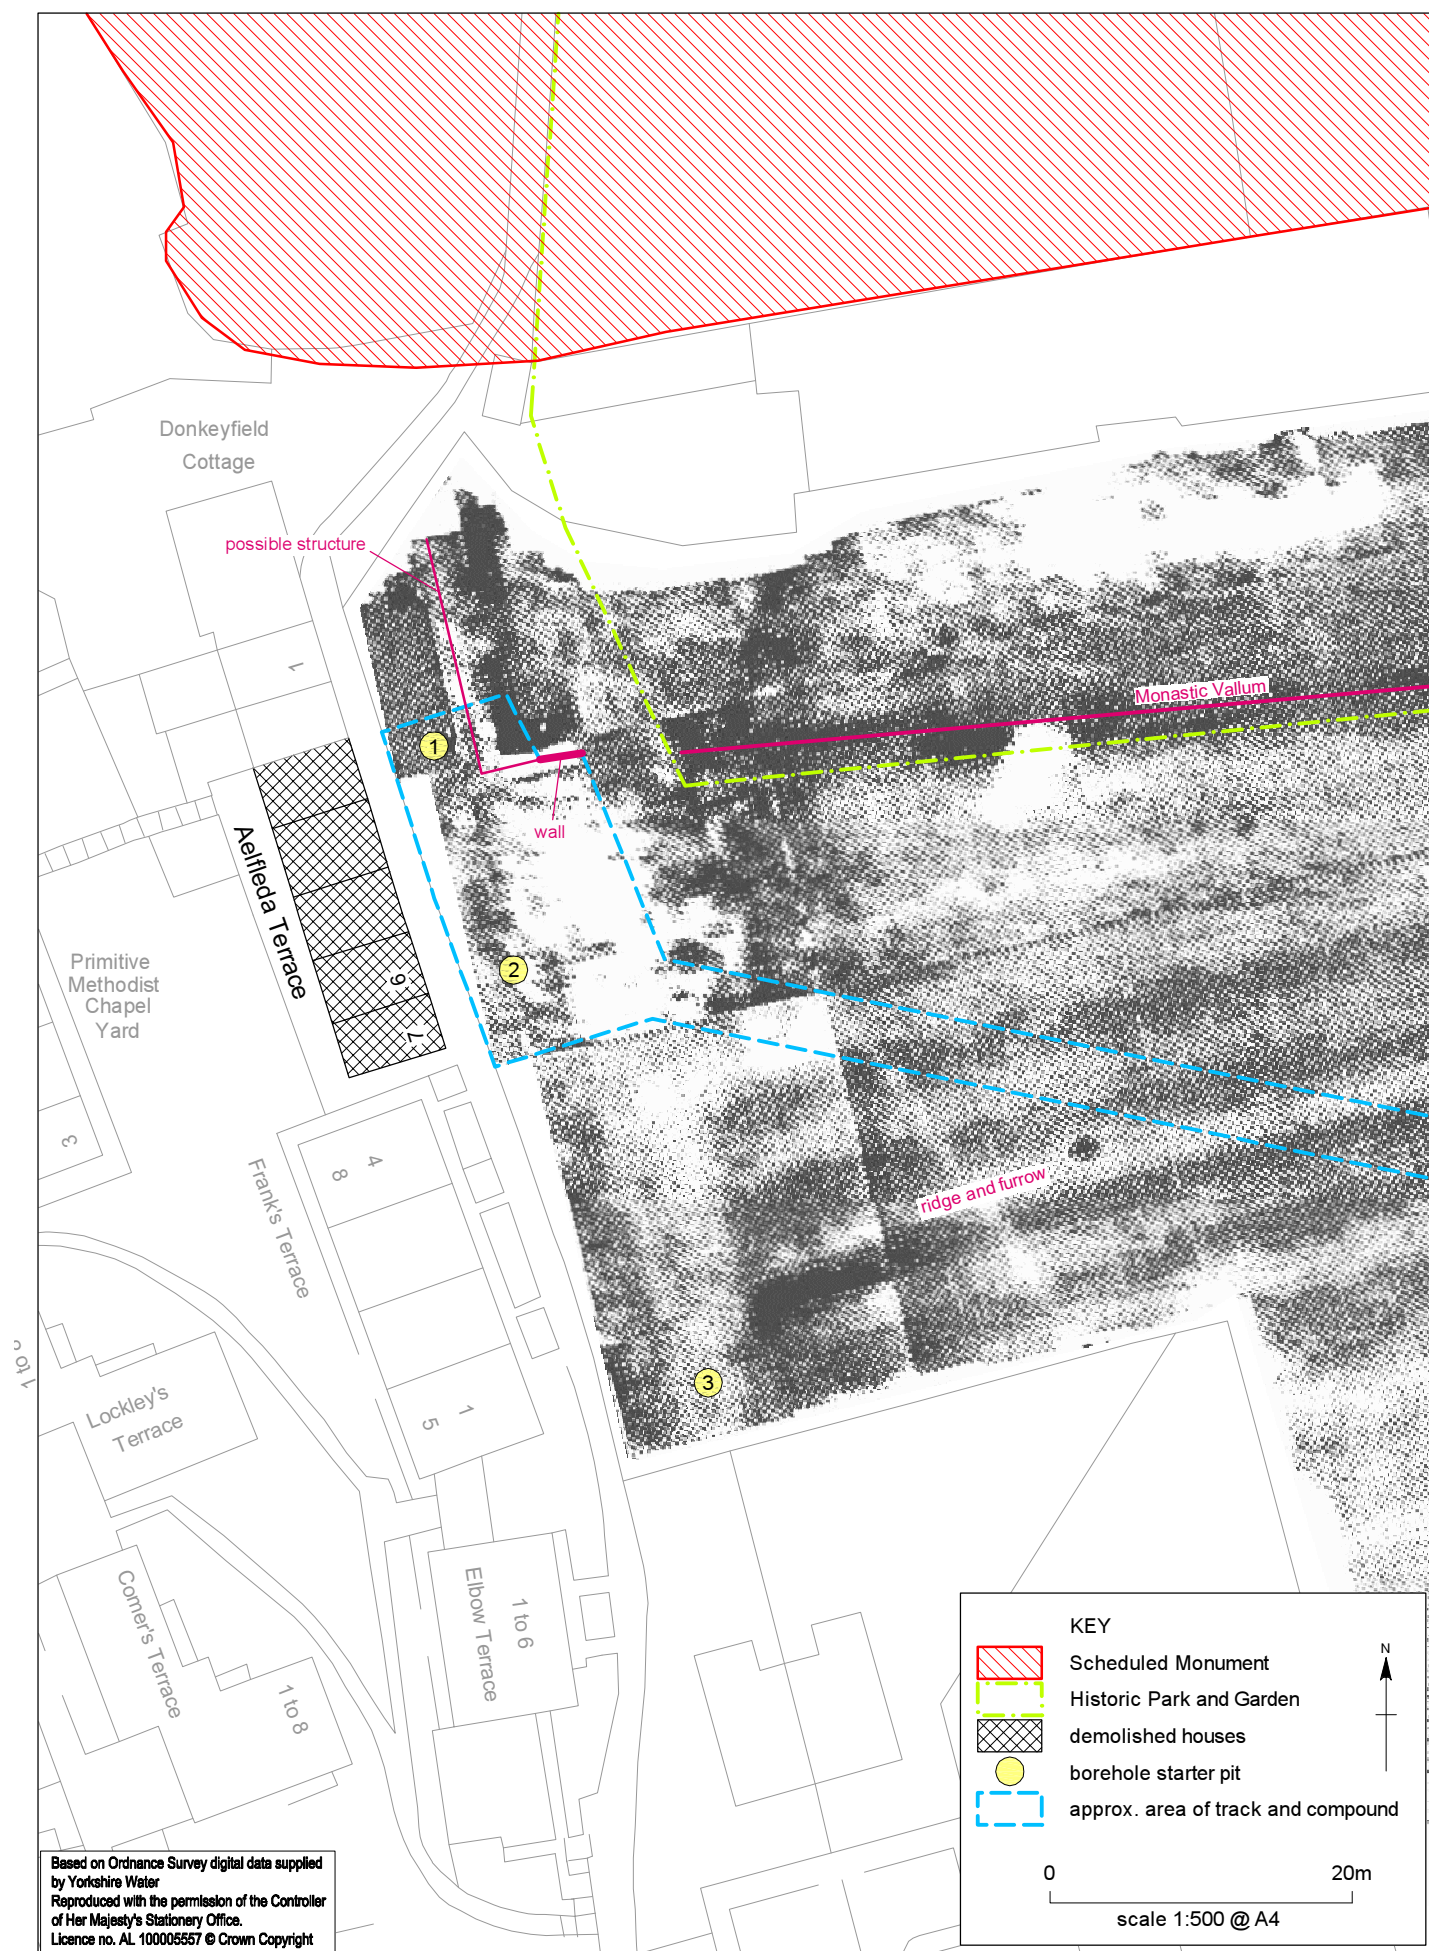 Donkeyfield
Cottage
possible structure
1
Monastic Vallum
1
wall
Aelfleda Terrace
2
6
7
Primitive
Methodist
Chapel
Yard
3
4
8
Frank's Terrace
ridge and furrow
3
1
5
Lockley's
Terrace
Elbow Terrace
1 to 6
Comer's Terrace
1 to 8
KEY
N
Scheduled Monument
Historic Park and Garden
demolished houses
borehole starter pit
approx. area of track and compound
0 20m
scale 1:500 @ A4
Based on Ordnance Survey digital data supplied
by Yorkshire Water
Reproduced with the permission of the Controller
of Her Majesty's Stationery Office.
Licence no. AL 100005557 © Crown Copyright